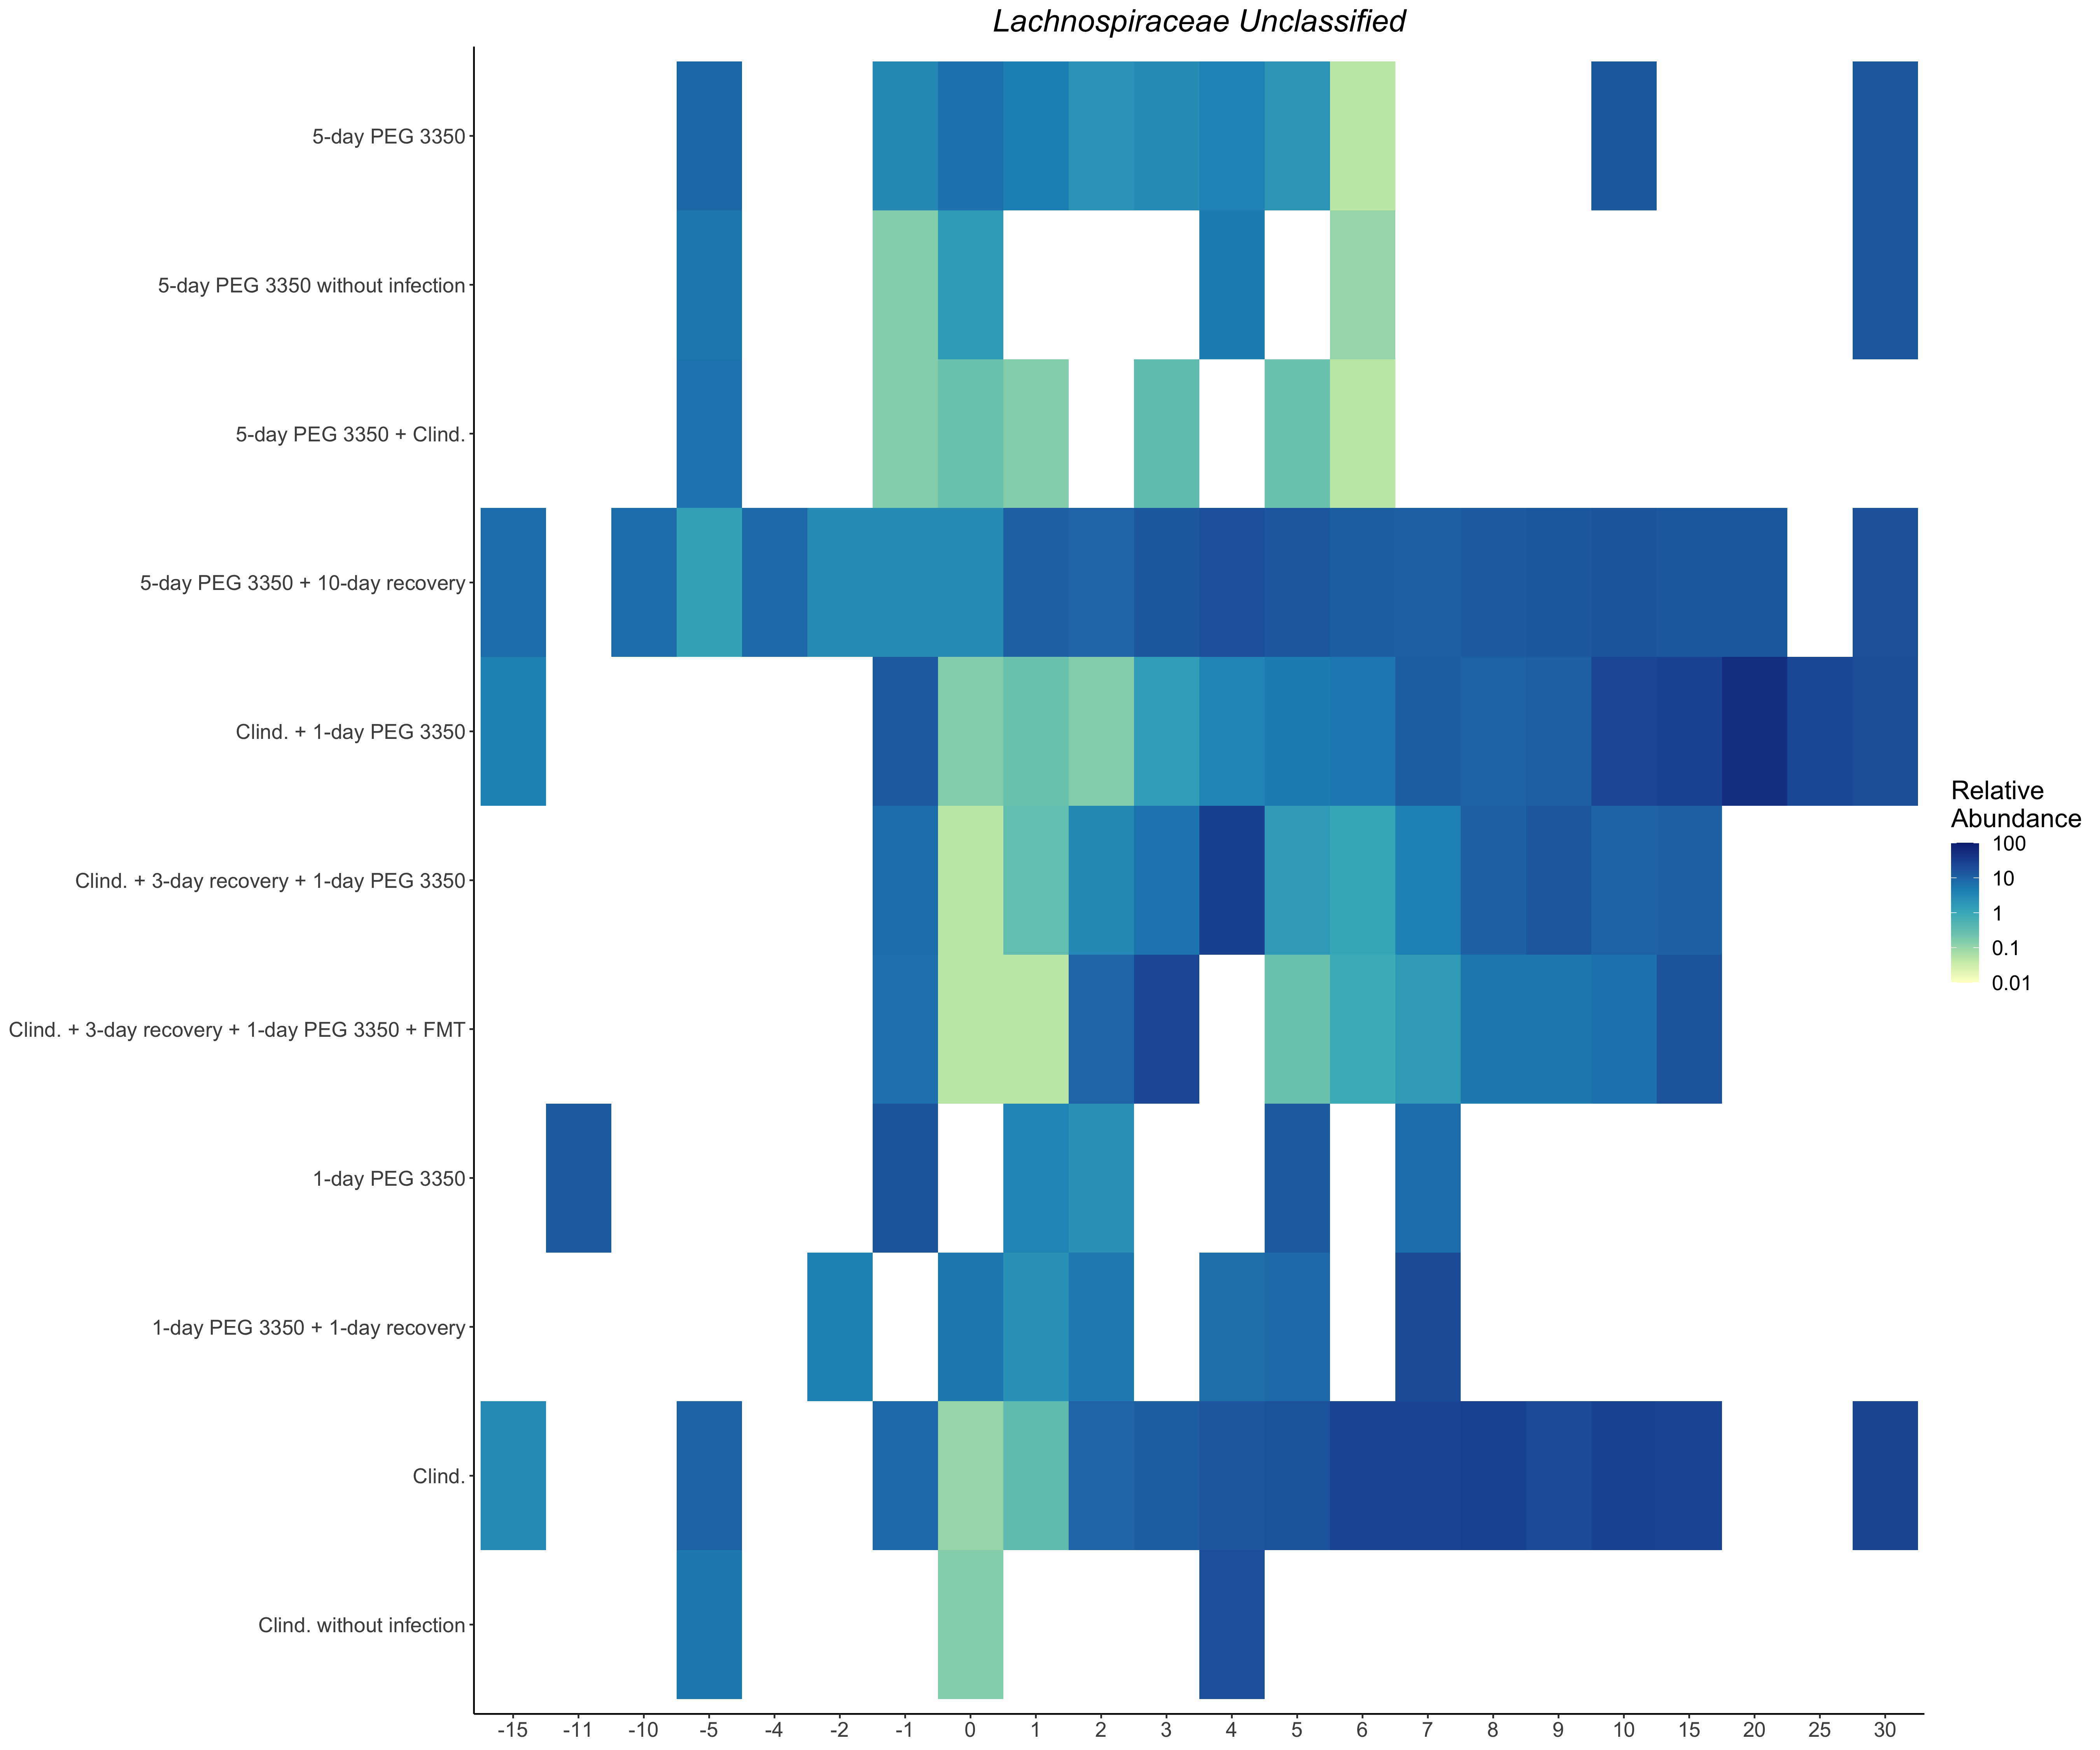 Lachnospiraceae Unclassified
5-day PEG 3350
5-day PEG 3350 without infection
5-day PEG 3350 + Clind.
5-day PEG 3350 + 10-day recovery
Clind. + 1-day PEG 3350
Clind. + 3-day recovery + 1-day PEG 3350
Clind. + 3-day recovery + 1-day PEG 3350 + FMT
1-day PEG 3350
1-day PEG 3350 + 1-day recovery
Clind.
Clind. without infection
-15 -11 -10 -5 -4 -2 -1 0 1 2 3 4 5 6 7 8 9 10 15 20 25 30
Relative
Abundance
100
10
1
0.1
0.01